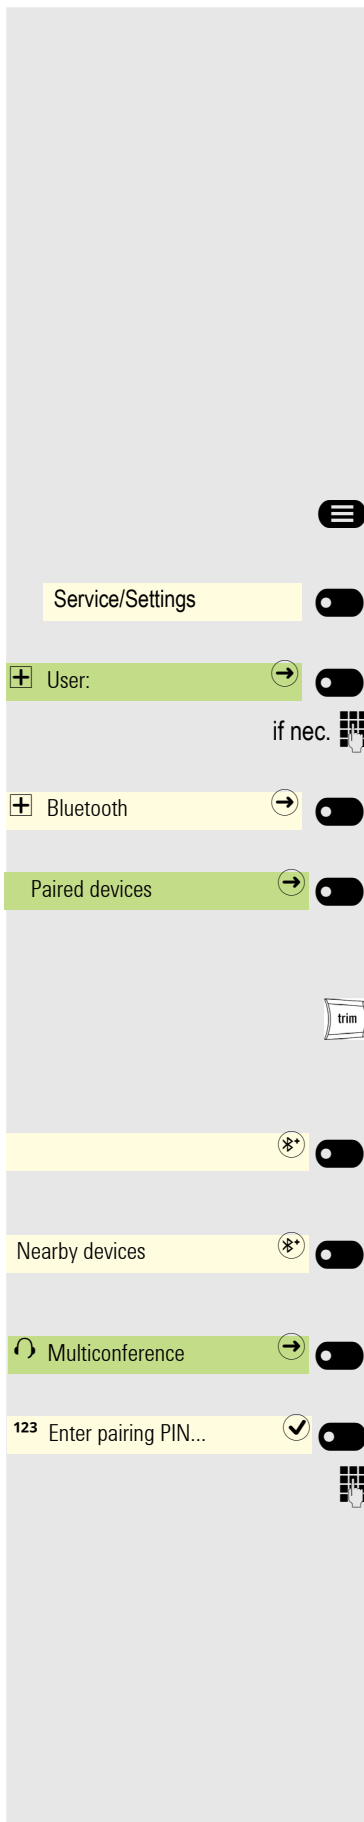 Service/Settings
User:
if nec.
Bluetooth
Paired devices
trim
Nearby devices
Multiconference
123 Enter pairing PIN...